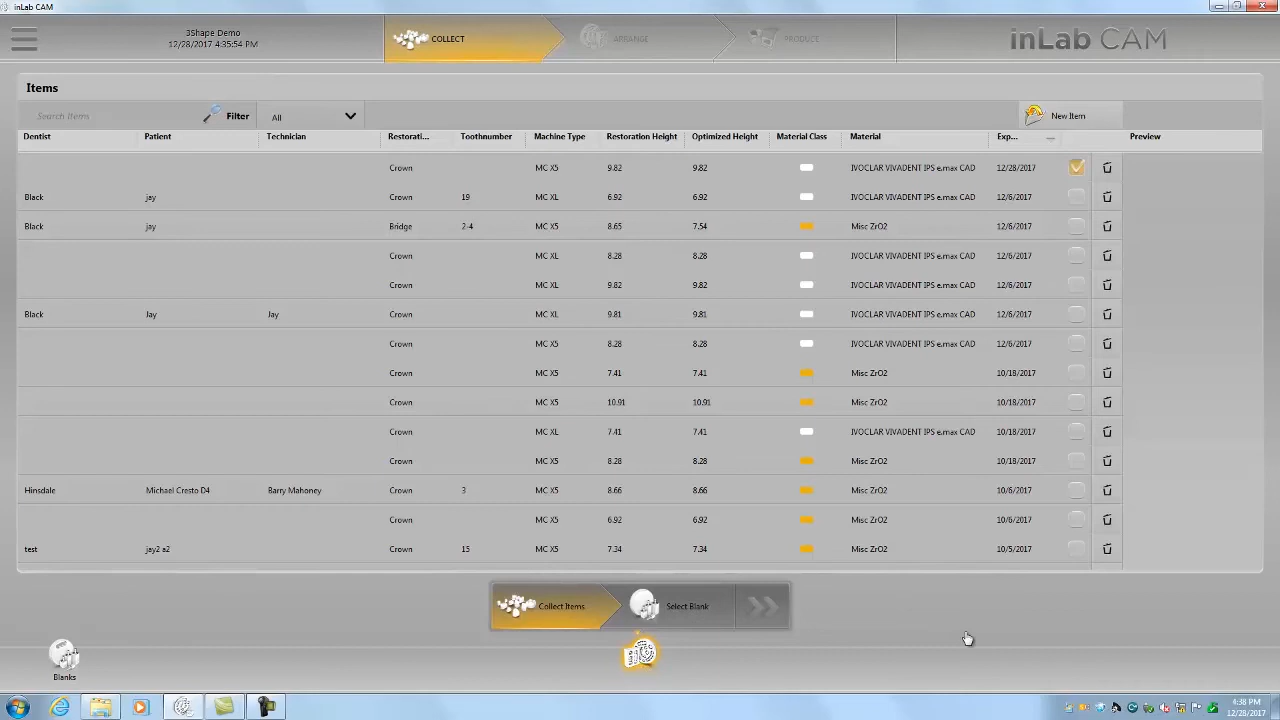 inLab CAM
3Shape Demo
12/30/2017 4:35:54 PM
COLLECT
ARRANGE
PRODUCE
inLab CAM
Items
Search Items
Filter
All
New Item
Dentist Patient Technician Restorati... Toothnumber Machine Type Restoration Height Optimized Height Material Class Material Exp... Preview
Crown MC X5 9.82 9.82 IVOCLAR VIVADENT IPS e.max CAD 12/28/2017
Black jay Crown 19 MC XL 6.92 6.92 IVOCLAR VIVADENT IPS e.max CAD 12/6/2017
Black jay Bridge 2-4 MC X5 8.65 7.54 Misc ZrO2 12/6/2017
Crown MC XL 8.28 8.28 IVOCLAR VIVADENT IPS e.max CAD 12/6/2017
Crown MC XL 9.82 9.82 IVOCLAR VIVADENT IPS e.max CAD 12/6/2017
Black Jay Jay Crown MC XL 9.81 9.81 IVOCLAR VIVADENT IPS e.max CAD 12/6/2017
Crown MC X5 8.28 8.28 IVOCLAR VIVADENT IPS e.max CAD 12/6/2017
Crown MC X5 7.41 7.41 Misc ZrO2 10/18/2017
Crown MC X5 10.91 10.91 Misc ZrO2 10/18/2017
Crown MC XL 7.41 7.41 IVOCLAR VIVADENT IPS e.max CAD 10/18/2017
Crown MC X5 8.28 8.28 Misc ZrO2 10/18/2017
Hinsdale Michael Cresto D4 Barry Mahoney Crown 3 MC X5 8.66 8.66 Misc ZrO2 10/6/2017
Crown MC X5 6.92 6.92 Misc ZrO2 10/6/2017
test jay2 a2 Crown 15 MC X5 7.34 7.34 Misc ZrO2 10/5/2017
Collect Items
Select Blank
Blanks
4:38 PM
12/28/2017